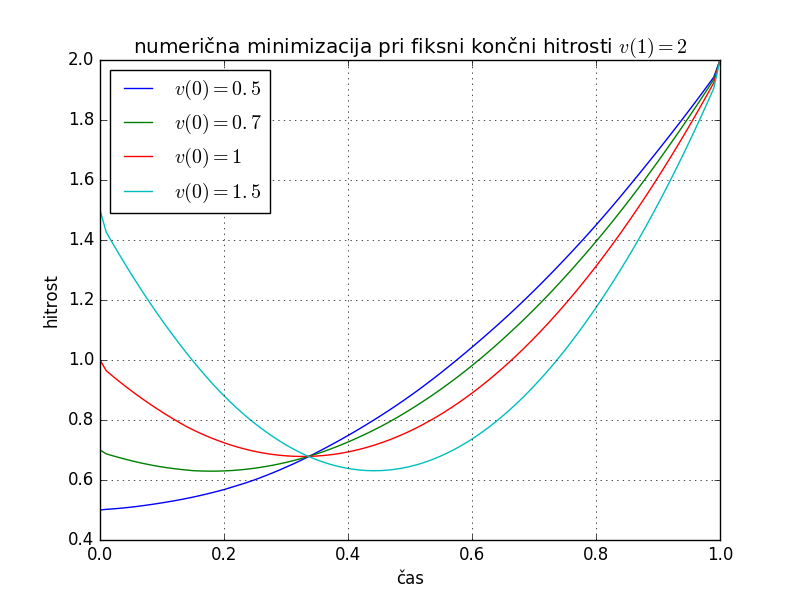 numerična minimizacija pri fiksni končni hitrosti v(1) = 2
v(0) = 0.5
v(0) = 0.7
v(0) = 1
v(0) = 1.5
2.0
1.8
1.6
1.4
1.2
1.0
0.8
0.6
0.4
hitrost
0.0 0.2 0.4 0.6 0.8 1.0
čas